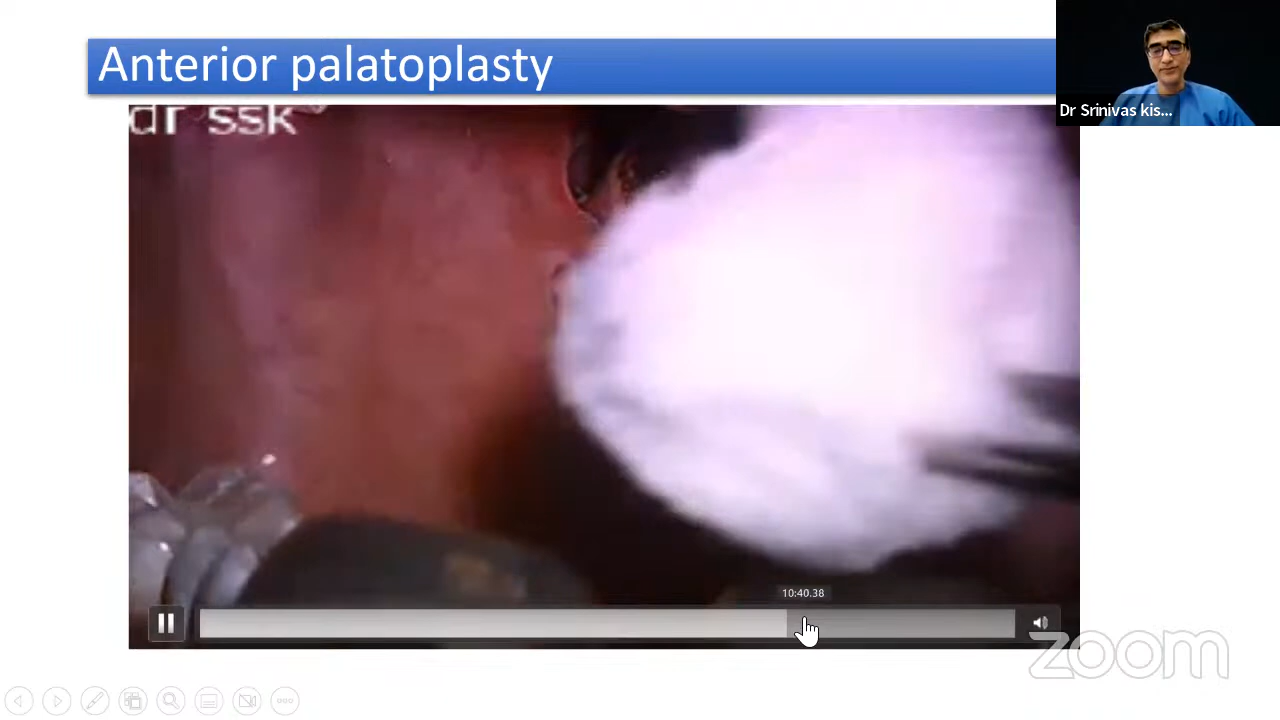 Anterior palatoplasty
Dr Srinivas kis...
dr ssk
10:40.38
zoom